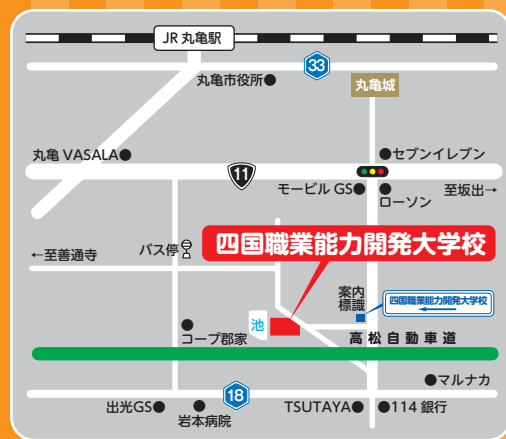 JR 丸亀駅
33
丸亀市役所●
丸亀城
丸亀 VASALA●
●セブンイレブン
11
モービル GS●
●
ローソン
至坂出→
四国職業能力開発大学校
←至善通寺
バス停
案内
標識
四国職業能力開発大学校
←
池
●
コープ郡家
高松自動車道
●マルナカ
18
出光GS●
●
岩本病院
TSUTAYA●
●114 銀行